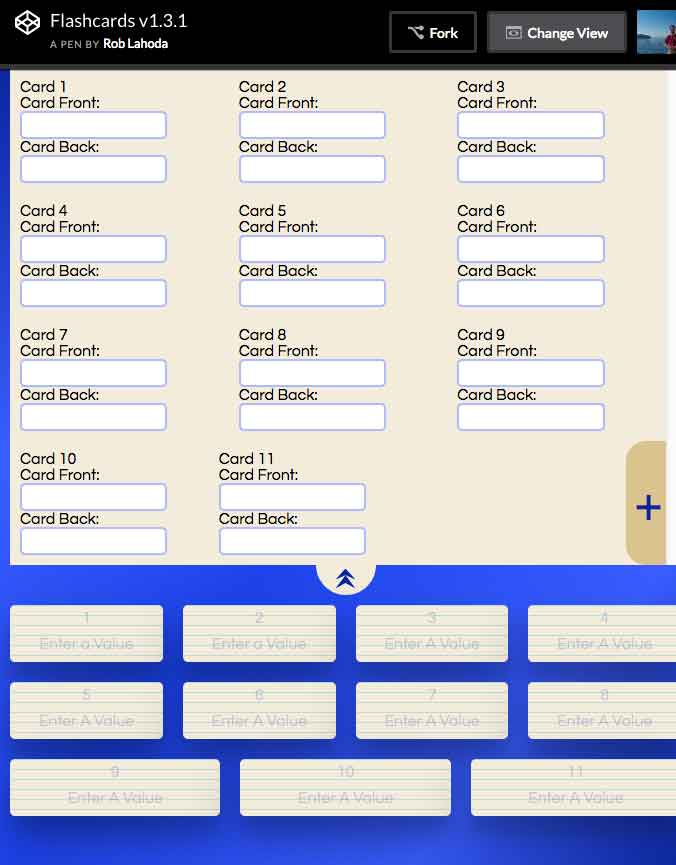 Flashcards v1.3.1
A PEN BY Rob Lahoda
Fork
Change View
Card 1
Card Front:
Card Back:
Card 2
Card Front:
Card Back:
Card 3
Card Front:
Card Back:
Card 4
Card Front:
Card Back:
Card 5
Card Front:
Card Back:
Card 6
Card Front:
Card Back:
Card 7
Card Front:
Card Back:
Card 8
Card Front:
Card Back:
Card 9
Card Front:
Card Back:
Card 10
Card Front:
Card Back:
Card 11
Card Front:
Card Back:
+
1
Enter a Value
2
Enter a Value
3
Enter A Value
4
Enter A Value
5
Enter A Value
6
Enter A Value
7
Enter A Value
8
Enter A Value
9
Enter A Value
10
Enter A Value
11
Enter A Value